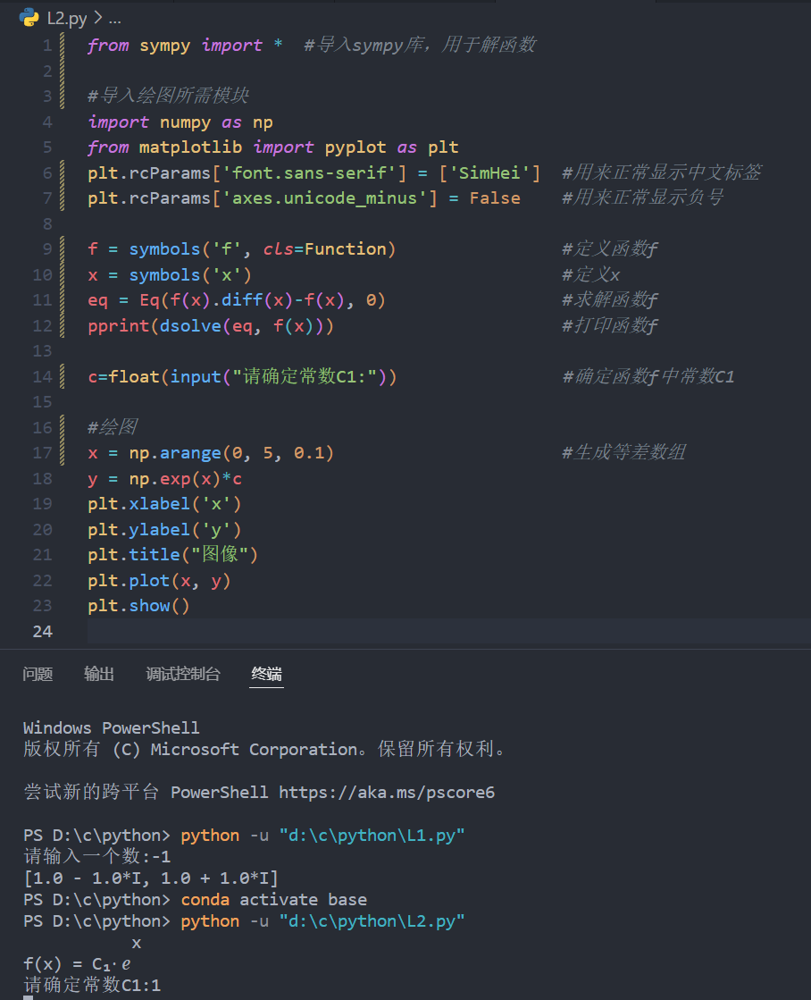 L2.py > ...
1 from sympy import *  #导入sympy库，用于解函数
2
3 #导入绘图所需模块
4 import numpy as np
5 from matplotlib import pyplot as plt
6 plt.rcParams['font.sans-serif'] = ['SimHei']  #用来正常显示中文标签
7 plt.rcParams['axes.unicode_minus'] = False    #用来正常显示负号
8
9 f = symbols('f', cls=Function)                #定义函数f
10 x = symbols('x')                              #定义x
11 eq = Eq(f(x).diff(x)-f(x), 0)                 #求解函数f
12 pprint(dsolve(eq, f(x)))                      #打印函数f
13
14 c=float(input("请确定常数C1:"))                #确定函数f中常数C1
15
16 #绘图
17 x = np.arange(0, 5, 0.1)                      #生成等差数组
18 y = np.exp(x)*c
19 plt.xlabel('x')
20 plt.ylabel('y')
21 plt.title("图像")
22 plt.plot(x, y)
23 plt.show()
24
问题 输出 调试控制台 终端
Windows PowerShell
版权所有 (C) Microsoft Corporation。保留所有权利。
尝试新的跨平台 PowerShell https://aka.ms/pscore6
PS D:\c\python> python -u "d:\c\python\L1.py"
请输入一个数:-1
[1.0 - 1.0*I, 1.0 + 1.0*I]
PS D:\c\python> conda activate base
PS D:\c\python> python -u "d:\c\python\L2.py"
x
f(x) = C₁⋅ℯ
请确定常数C1:1